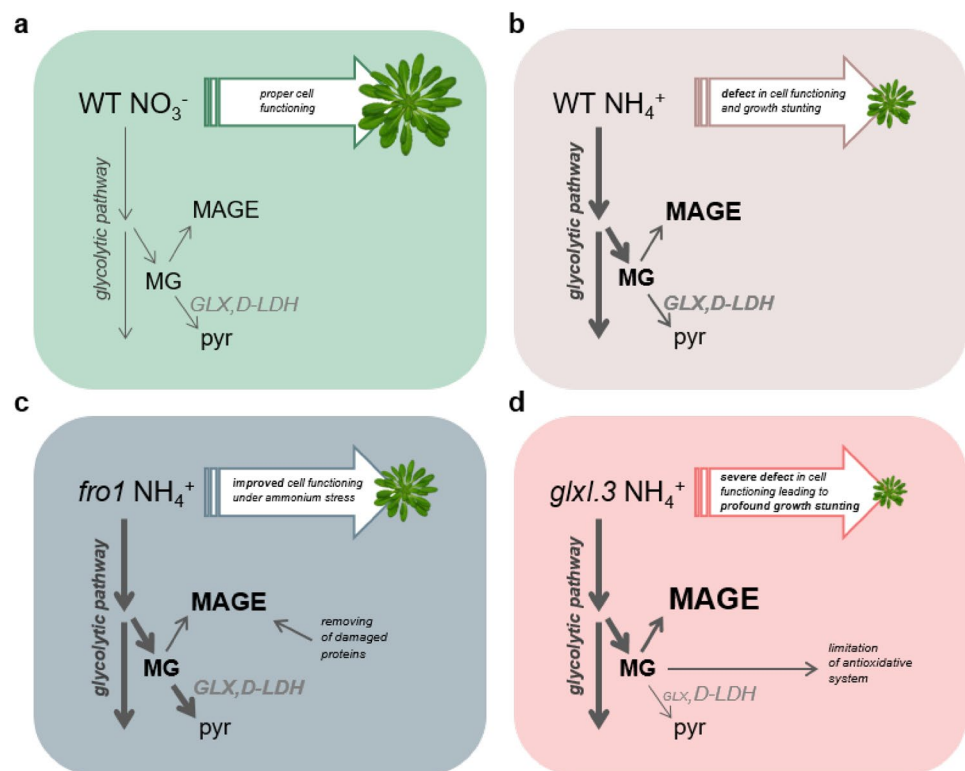 a
WT NO₃⁻
proper cell
functioning
glycolytic pathway
MAGE
MG
GLX,D-LDH
pyr
b
WT NH₄⁺
defect in cell functioning
and growth stunting
glycolytic pathway
MAGE
MG
GLX,D-LDH
pyr
c
fro1 NH₄⁺
improved cell functioning
under ammonium stress
glycolytic pathway
MAGE
removing
of damaged
proteins
MG
GLX,D-LDH
pyr
d
glxI.3 NH₄⁺
severe defect in cell
functioning leading to
profound growth stunting
glycolytic pathway
MAGE
MG
limitation
of antioxidative
system
GLX,D-LDH
pyr